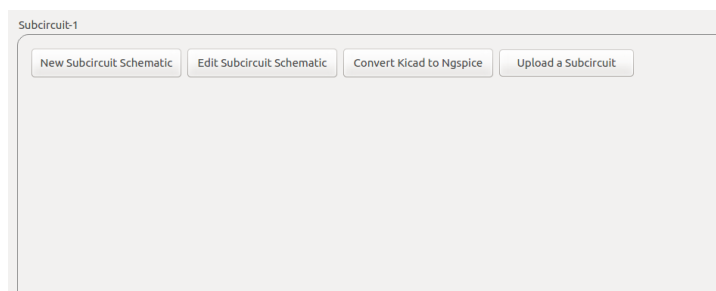 Subcircuit-1
New Subcircuit Schematic Edit Subcircuit Schematic Convert Kicad to Ngspice Upload a Subcircuit